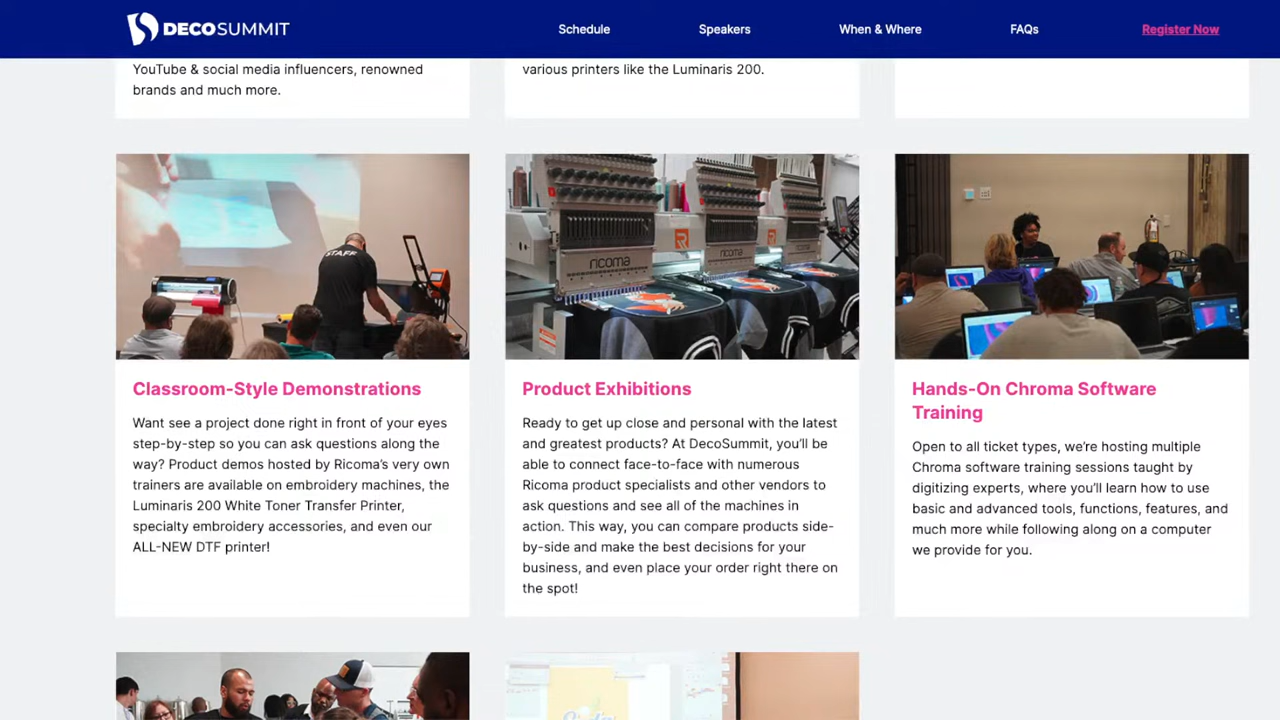 DECOSUMMIT
Schedule
Speakers
When & Where
FAQs
Register Now
YouTube & social media influencers, renowned
brands and much more.
various printers like the Luminaris 200.
STAFF
ricoma
ricoma
Classroom-Style Demonstrations
Want see a project done right in front of your eyes
step-by-step so you can ask questions along the
way? Product demos hosted by Ricoma’s very own
trainers are available on embroidery machines, the
Luminaris 200 White Toner Transfer Printer,
specialty embroidery accessories, and even our
ALL-NEW DTF printer!
Product Exhibitions
Ready to get up close and personal with the latest
and greatest products? At DecoSummit, you’ll be
able to connect face-to-face with numerous
Ricoma product specialists and other vendors to
ask questions and see all of the machines in
action. This way, you can compare products side-
by-side and make the best decisions for your
business, and even place your order right there on
the spot!
Hands-On Chroma Software
Training
Open to all ticket types, we’re hosting multiple
Chroma software training sessions taught by
digitizing experts, where you’ll learn how to use
basic and advanced tools, functions, features, and
much more while following along on a computer
we provide for you.